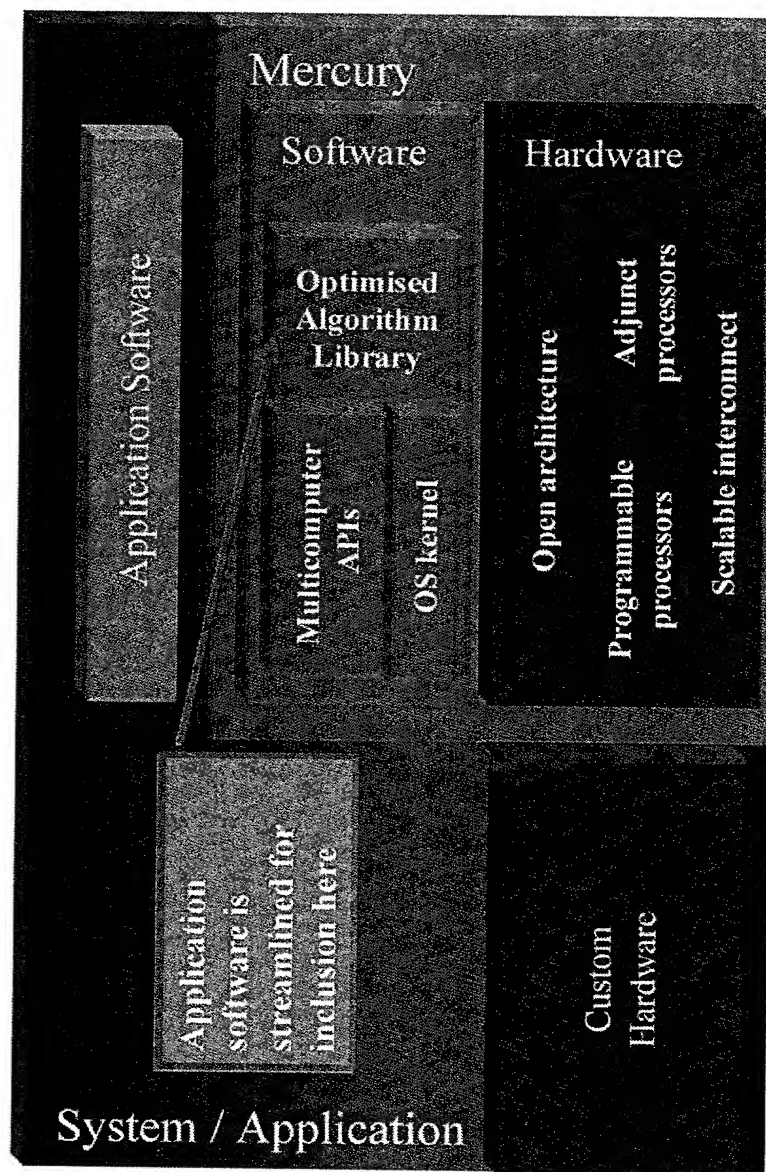 System / Application
Application
software is
streamlined for
inclusion here
Application Software
Mercury
Software
Multicomputer
APIs
OS kernel
Optimised
Algorithm
Library
Custom
Hardware
Hardware
Open architecture
Programmable
processors
Adjunct
processors
Scalable interconnect